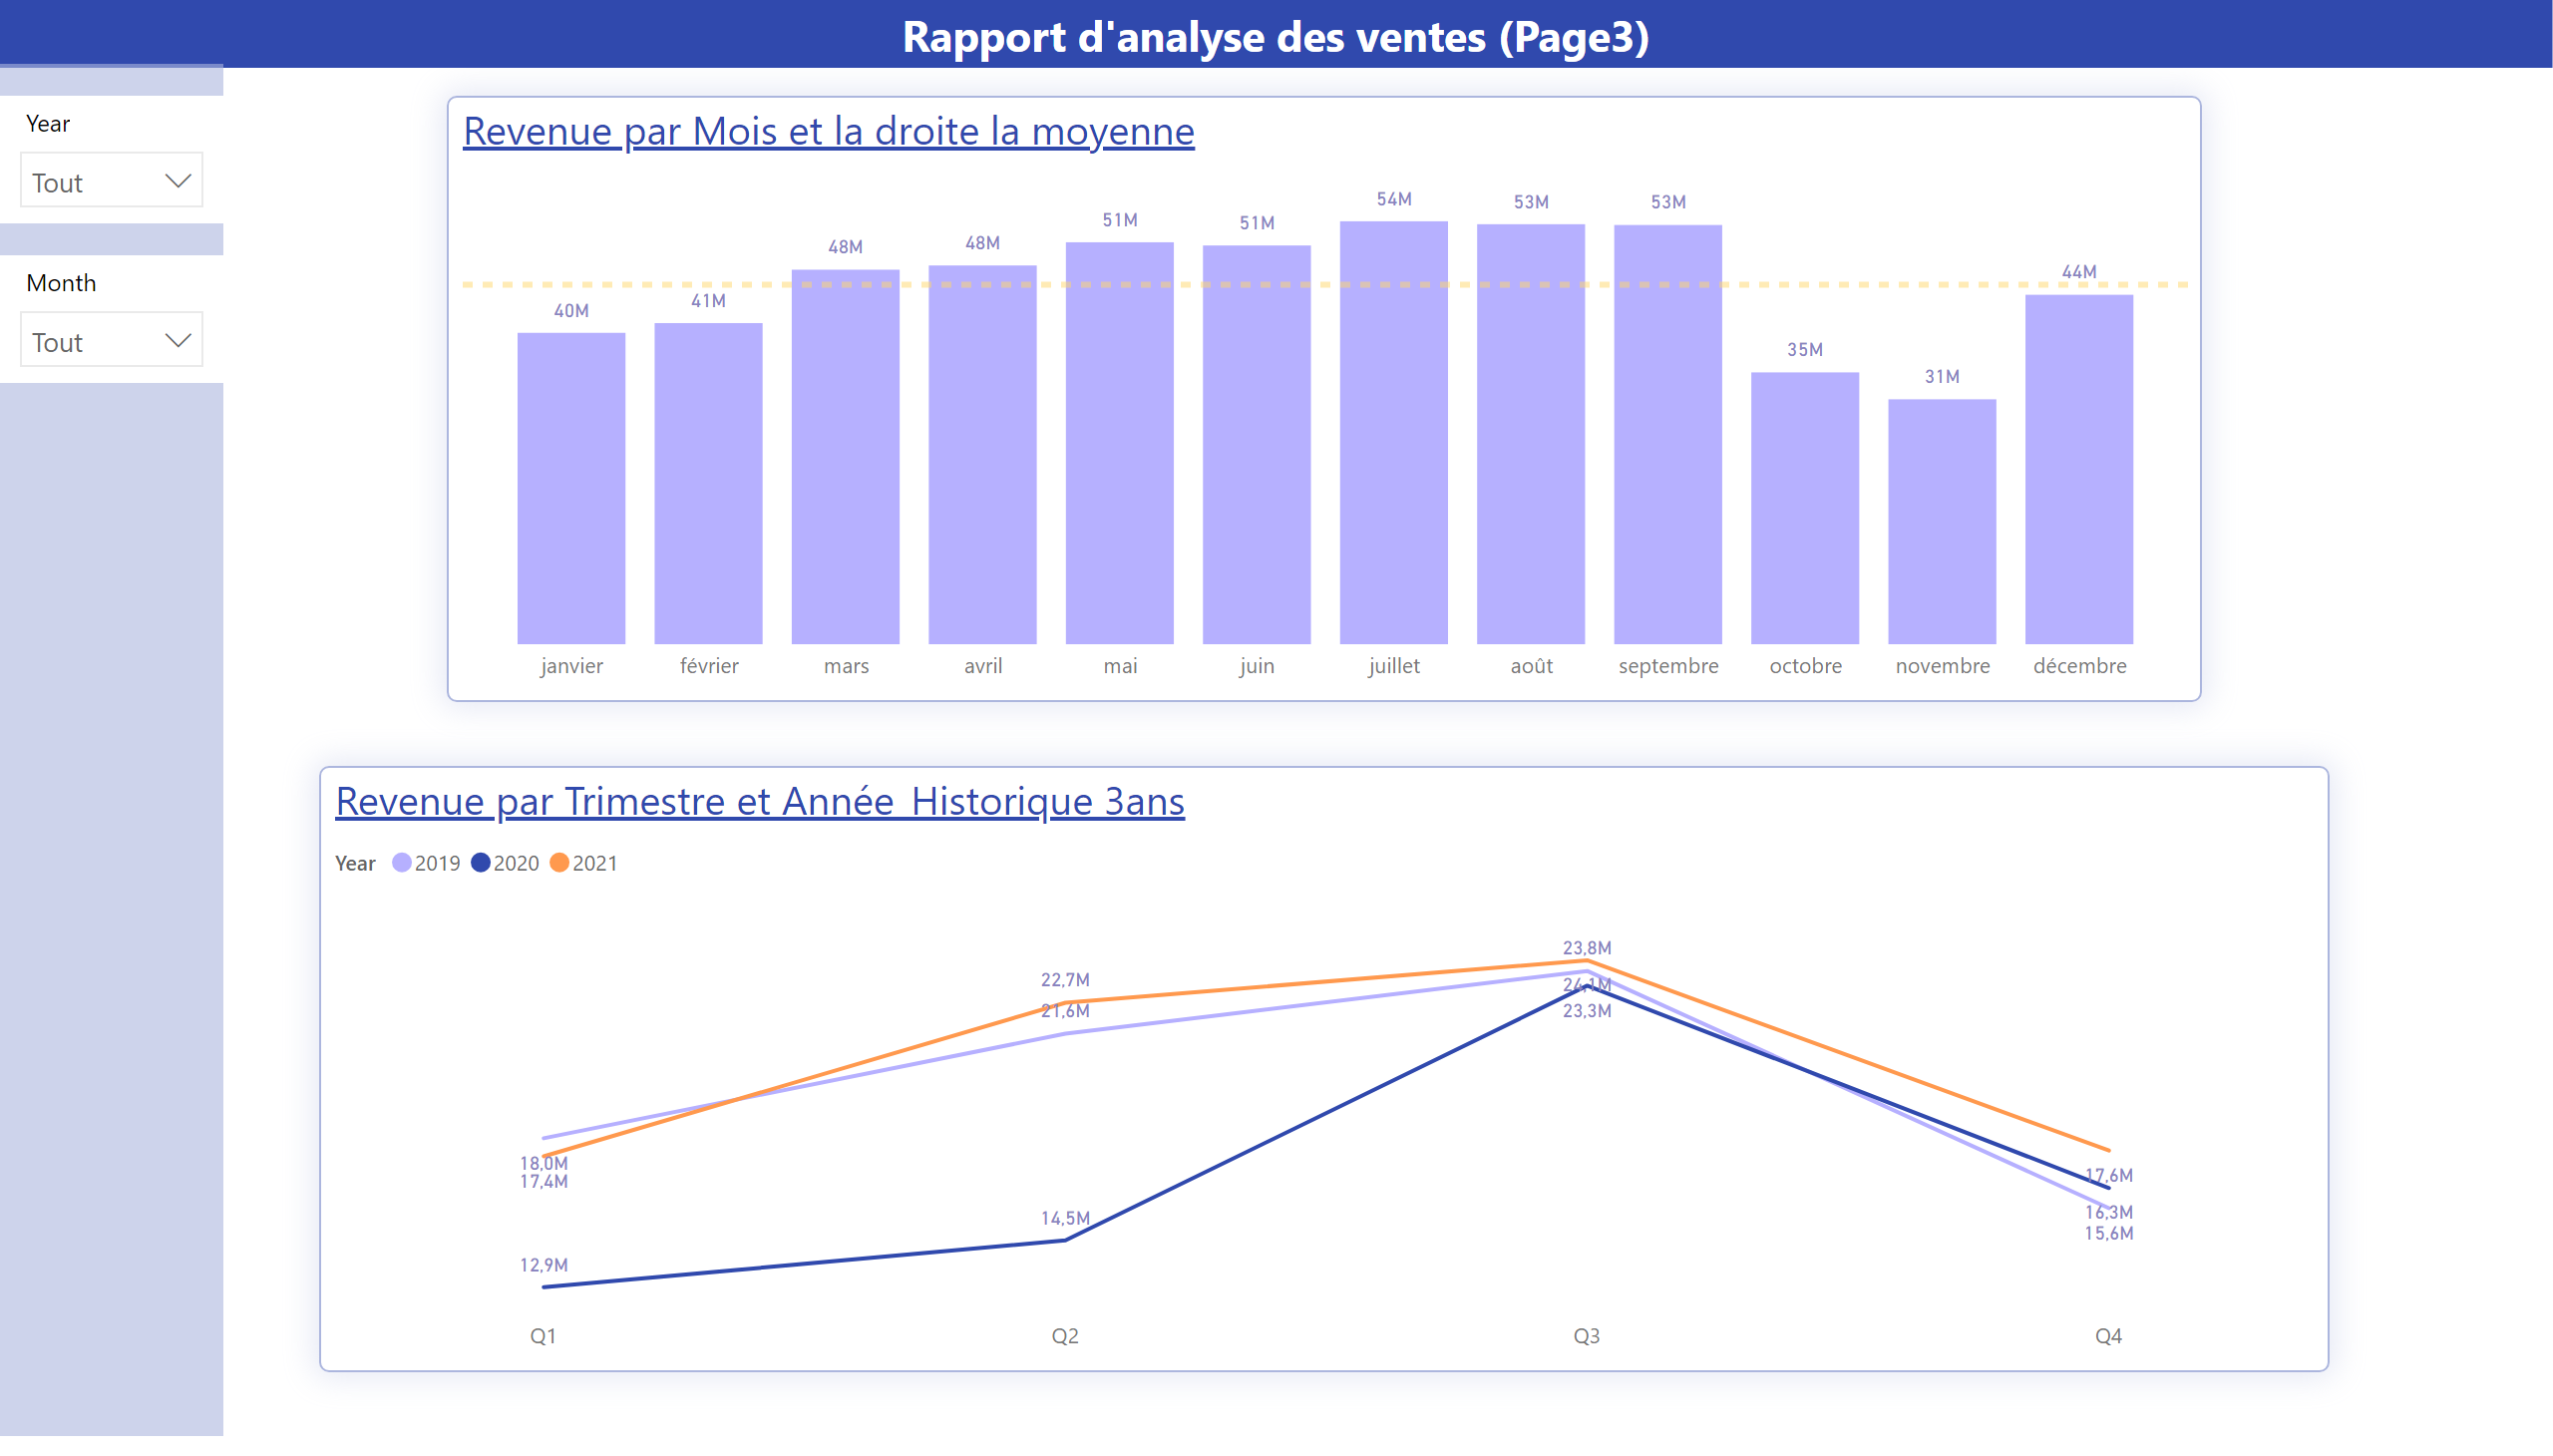 Rapport d'analyse des ventes (Page3)
Year
Tout
Month
Tout
Revenue par Mois et la droite la moyenne
40M 41M 48M 48M 51M 51M 54M 53M 53M 35M 31M 44M
janvier février mars avril mai juin juillet août septembre octobre novembre décembre
Revenue par Trimestre et Année Historique 3ans
Year 2019 2020 2021
23,8M
22,7M
24,1M
21,6M 23,3M
18,0M
17,6M
17,4M
16,3M
14,5M
15,6M
12,9M
Q1 Q2 Q3 Q4